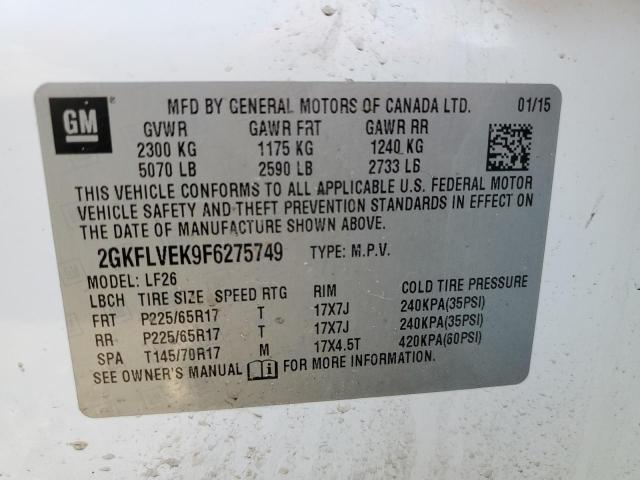 GM
MFD BY GENERAL MOTORS OF CANADA LTD. 01/15
GVWR GAWR FRT GAWR RR
2300 KG 1175 KG 1240 KG
5070 LB 2590 LB 2733 LB
THIS VEHICLE CONFORMS TO ALL APPLICABLE U.S. FEDERAL MOTOR
VEHICLE SAFETY AND THEFT PREVENTION STANDARDS IN EFFECT ON
THE DATE OF MANUFACTURE SHOWN ABOVE.
2GKFLVEK9F6275749 TYPE: M.P.V.
MODEL: LF26
LBCH TIRE SIZE SPEED RTG RIM COLD TIRE PRESSURE
FRT P225/65R17 T 17X7J 240KPA(35PSI)
RR P225/65R17 T 17X7J 240KPA(35PSI)
SPA T145/70R17 M 17X4.5T 420KPA(60PSI)
SEE OWNER'S MANUAL FOR MORE INFORMATION.